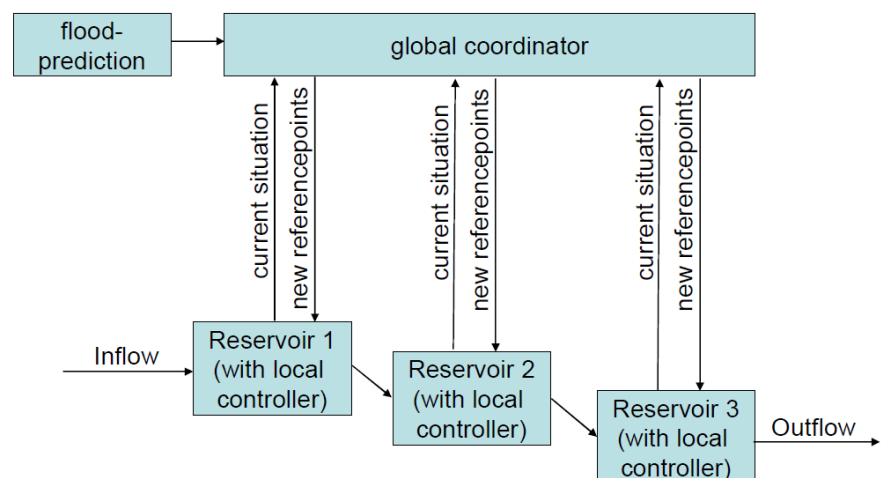 flood-
prediction
global coordinator
current situation
new referencepoints
current situation
new referencepoints
current situation
new referencepoints
Inflow
Reservoir 1
(with local
controller)
Reservoir 2
(with local
controller)
Reservoir 3
(with local
controller)
Outflow